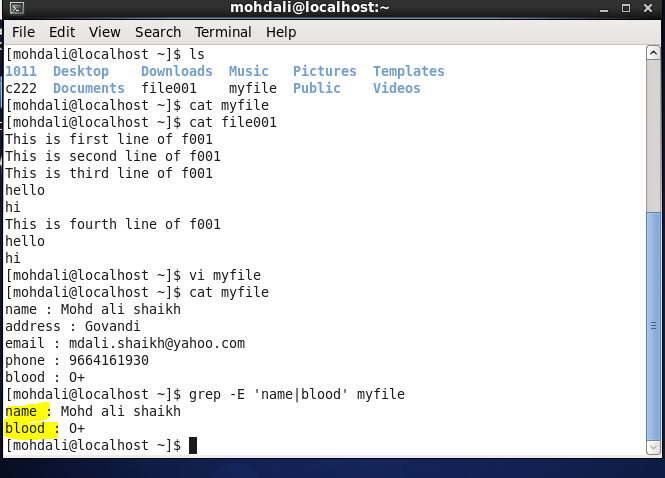 mohdali@localhost:~
File Edit View Search Terminal Help
[mohdali@localhost ~]$ ls
1011 Desktop Downloads Music Pictures Templates
c222 Documents file001 myfile Public Videos
[mohdali@localhost ~]$ cat myfile
[mohdali@localhost ~]$ cat file001
This is first line of f001
This is second line of f001
This is third line of f001
hello
hi
This is fourth line of f001
hello
hi
[mohdali@localhost ~]$ vi myfile
[mohdali@localhost ~]$ cat myfile
name : Mohd ali shaikh
address : Govandi
email : mdali.shaikh@yahoo.com
phone : 9664161930
blood : O+
[mohdali@localhost ~]$ grep -E 'name|blood' myfile
name : Mohd ali shaikh
blood : O+
[mohdali@localhost ~]$